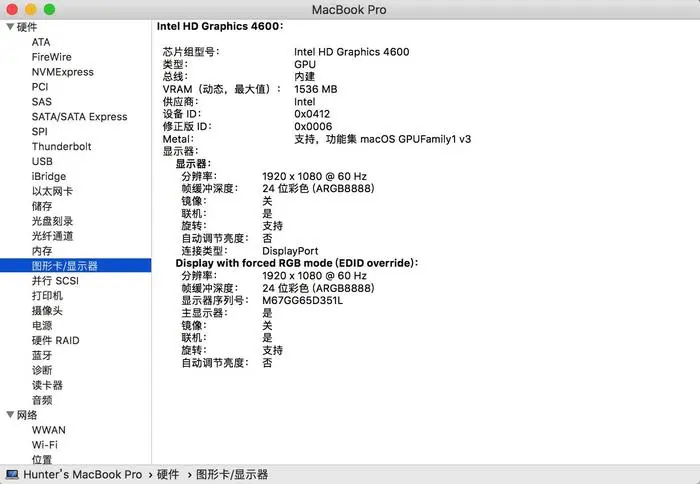 MacBook Pro
硬件
ATA
FireWire
NVMExpress
PCI
SAS
SATA/SATA Express
SPI
Thunderbolt
USB
iBridge
以太网卡
储存
光盘刻录
光纤通道
内存
图形卡/显示器
并行 SCSI
打印机
摄像头
电源
硬件 RAID
蓝牙
诊断
读卡器
音频
网络
WWAN
Wi-Fi
位置
Intel HD Graphics 4600：
芯片组型号： Intel HD Graphics 4600
类型： GPU
总线： 内建
VRAM（动态，最大值）： 1536 MB
供应商： Intel
设备 ID： 0x0412
修正版 ID： 0x0006
Metal： 支持，功能集 macOS GPUFamily1 v3
显示器：
显示器：
分辨率： 1920 x 1080 @ 60 Hz
帧缓冲深度： 24 位彩色 (ARGB8888)
镜像： 关
联机： 是
旋转： 支持
自动调节亮度： 否
连接类型： DisplayPort
Display with forced RGB mode (EDID override)：
分辨率： 1920 x 1080 @ 60 Hz
帧缓冲深度： 24 位彩色 (ARGB8888)
显示器序列号： M67GG65D351L
主显示器： 是
镜像： 关
联机： 是
旋转： 支持
自动调节亮度： 否
Hunter's MacBook Pro › 硬件 › 图形卡/显示器